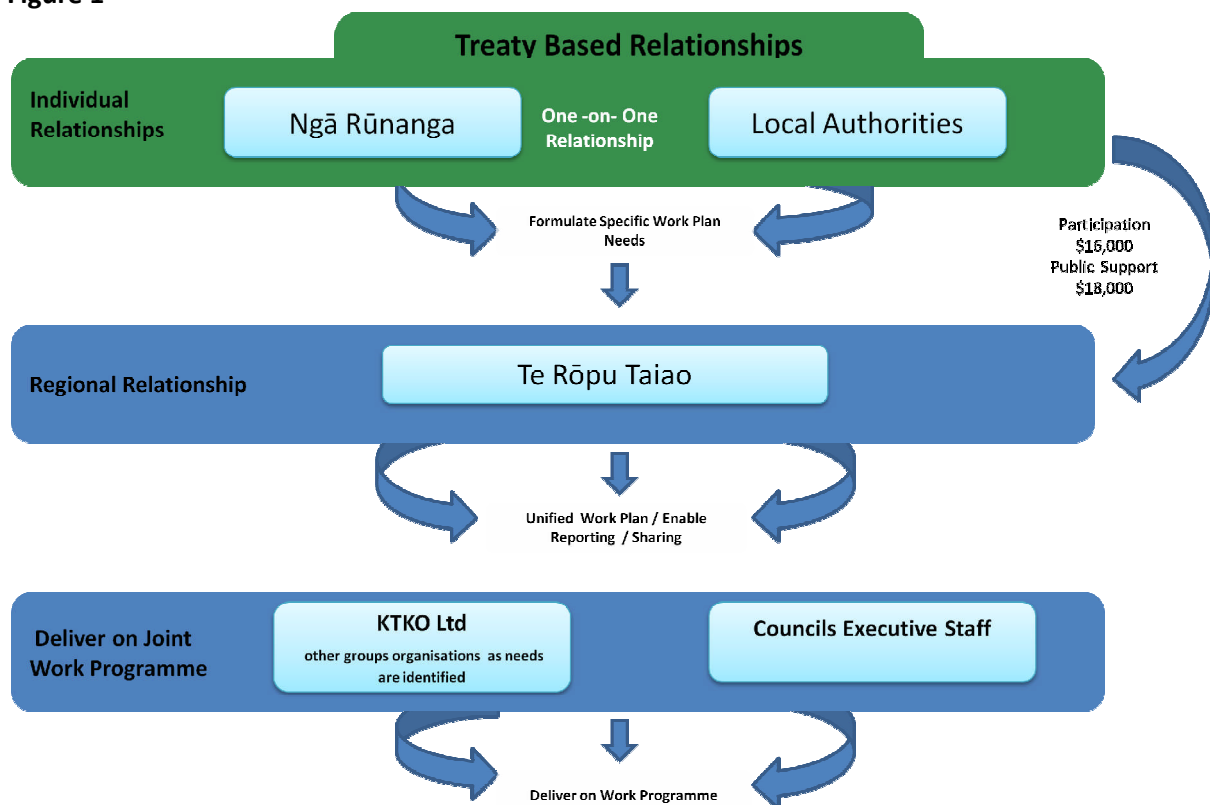 Figure 1
Treaty Based Relationships
Individual
Relationships
Ngā Rūnanga
One -on- One
Relationship
Local Authorities
Formulate Specific Work Plan
Needs
Participation
$16,000
Public Support
$18,000
Regional Relationship
Te Rōpu Taiao
Unified Work Plan / Enable
Reporting / Sharing
Deliver on Joint
Work Programme
KTKO Ltd
other groups organisations as needs
are identified
Councils Executive Staff
Deliver on Work Programme